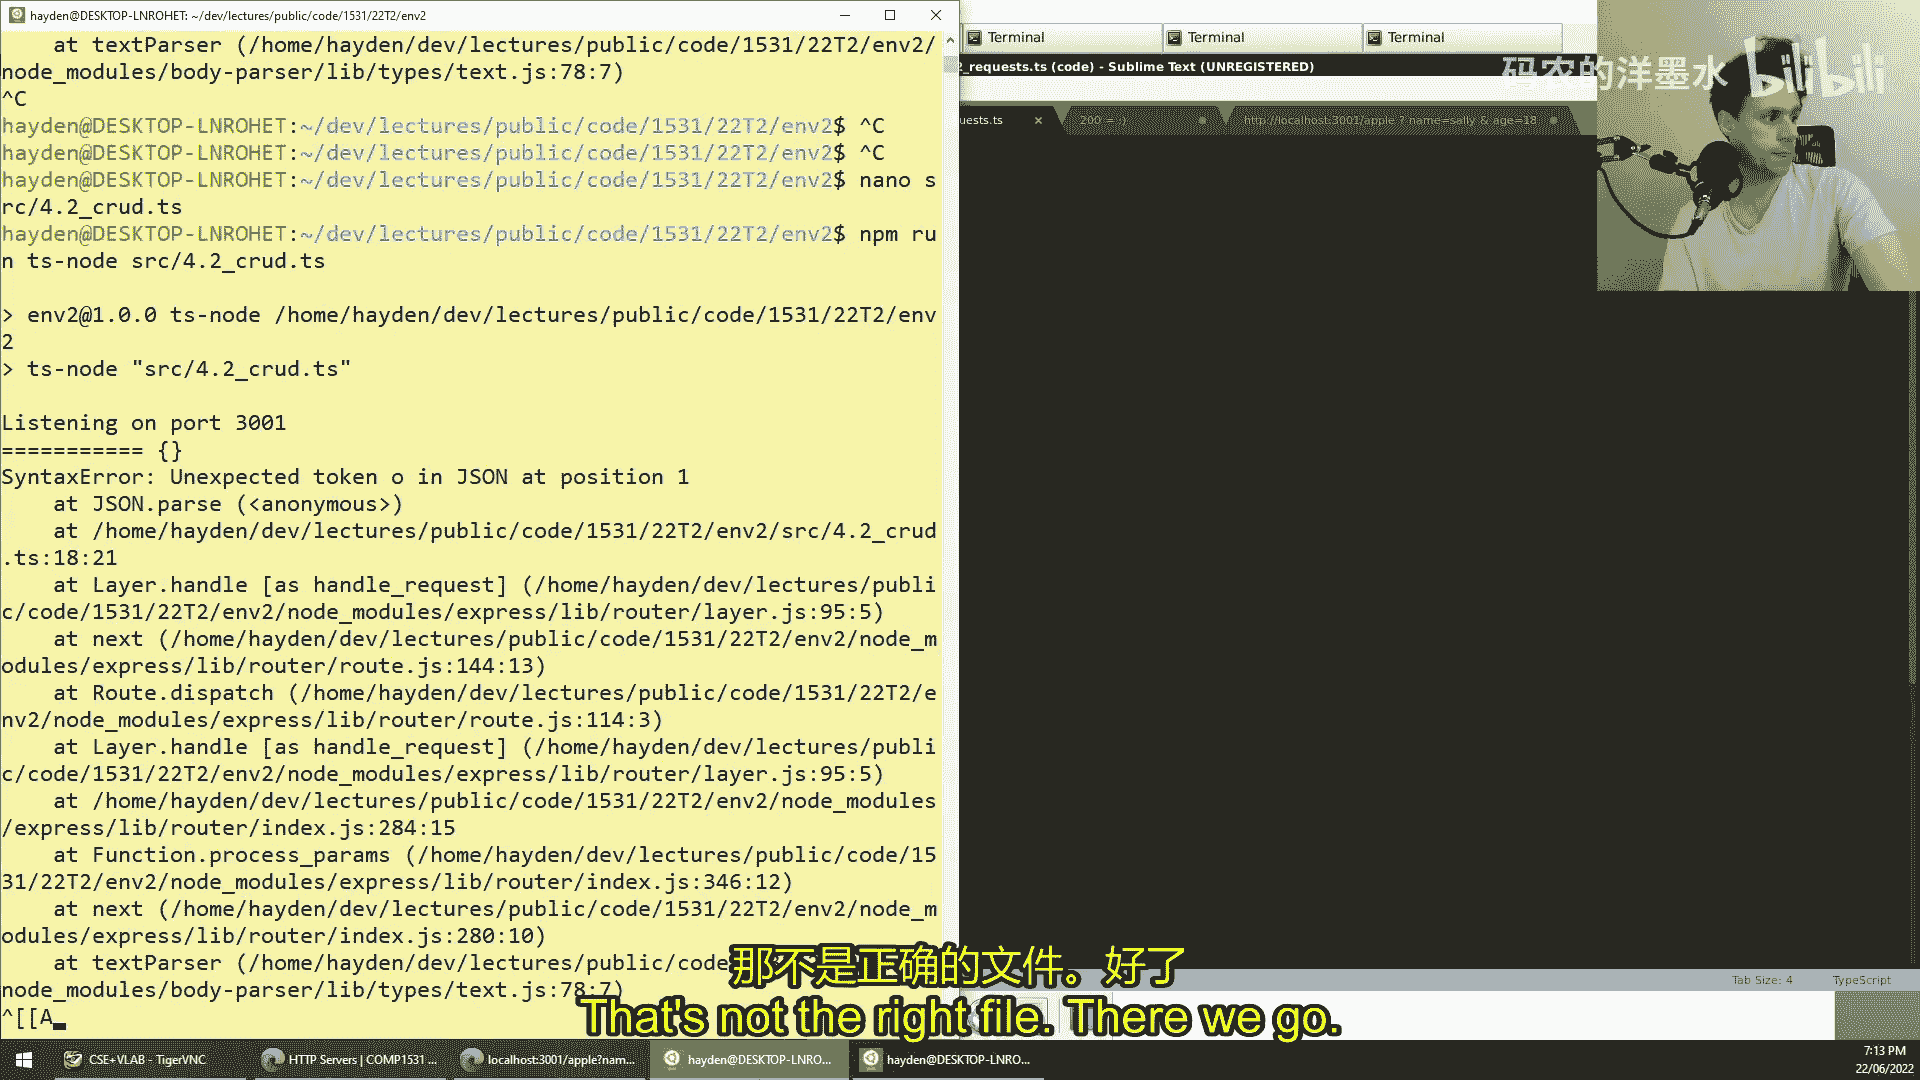 hayden@DESKTOP-LNROHET: ~/dev/lectures/public/code/1531/22T2/env2
at textParser (/home/hayden/dev/lectures/public/code/1531/22T2/env2/
node_modules/body-parser/lib/types/text.js:78:7)
^C
hayden@DESKTOP-LNROHET:~/dev/lectures/public/code/1531/22T2/env2$ ^C
hayden@DESKTOP-LNROHET:~/dev/lectures/public/code/1531/22T2/env2$ ^C
hayden@DESKTOP-LNROHET:~/dev/lectures/public/code/1531/22T2/env2$ nano s
rc/4.2_crud.ts
hayden@DESKTOP-LNROHET:~/dev/lectures/public/code/1531/22T2/env2$ npm ru
n ts-node src/4.2_crud.ts
> env2@1.0.0 ts-node /home/hayden/dev/lectures/public/code/1531/22T2/env
2
> ts-node "src/4.2_crud.ts"
Listening on port 3001
=========== {}
SyntaxError: Unexpected token o in JSON at position 1
at JSON.parse (<anonymous>)
at /home/hayden/dev/lectures/public/code/1531/22T2/env2/src/4.2_crud
.ts:18:21
at Layer.handle [as handle_request] (/home/hayden/dev/lectures/publi
c/code/1531/22T2/env2/node_modules/express/lib/router/layer.js:95:5)
at next (/home/hayden/dev/lectures/public/code/1531/22T2/env2/node_m
odules/express/lib/router/route.js:144:13)
at Route.dispatch (/home/hayden/dev/lectures/public/code/1531/22T2/e
nv2/node_modules/express/lib/router/route.js:114:3)
at Layer.handle [as handle_request] (/home/hayden/dev/lectures/publi
c/code/1531/22T2/env2/node_modules/express/lib/router/layer.js:95:5)
at /home/hayden/dev/lectures/public/code/1531/22T2/env2/node_modules
/express/lib/router/index.js:284:15
at Function.process_params (/home/hayden/dev/lectures/public/code/15
31/22T2/env2/node_modules/express/lib/router/index.js:346:12)
at next (/home/hayden/dev/lectures/public/code/1531/22T2/env2/node_m
odules/express/lib/router/index.js:280:10)
at textParser (/home/hayden/dev/lectures/public/code
node_modules/body-parser/lib/types/text.js:78:7)
^[[A
Terminal
Terminal
Terminal
_requests.ts (code) - Sublime Text (UNREGISTERED)
uests.ts
200 = :)
http://localhost:3001/apple ? name=sally & age=18
码农的洋墨水 bilibili
Tab Size: 4
TypeScript
那不是正确的文件。好了
That's not the right file. There we go.
CSE+VLAB - TigerVNC
HTTP Servers | COMP1531 ...
localhost:3001/apple?nam...
hayden@DESKTOP-LNRO...
hayden@DESKTOP-LNRO...
7:13 PM
22/06/2022